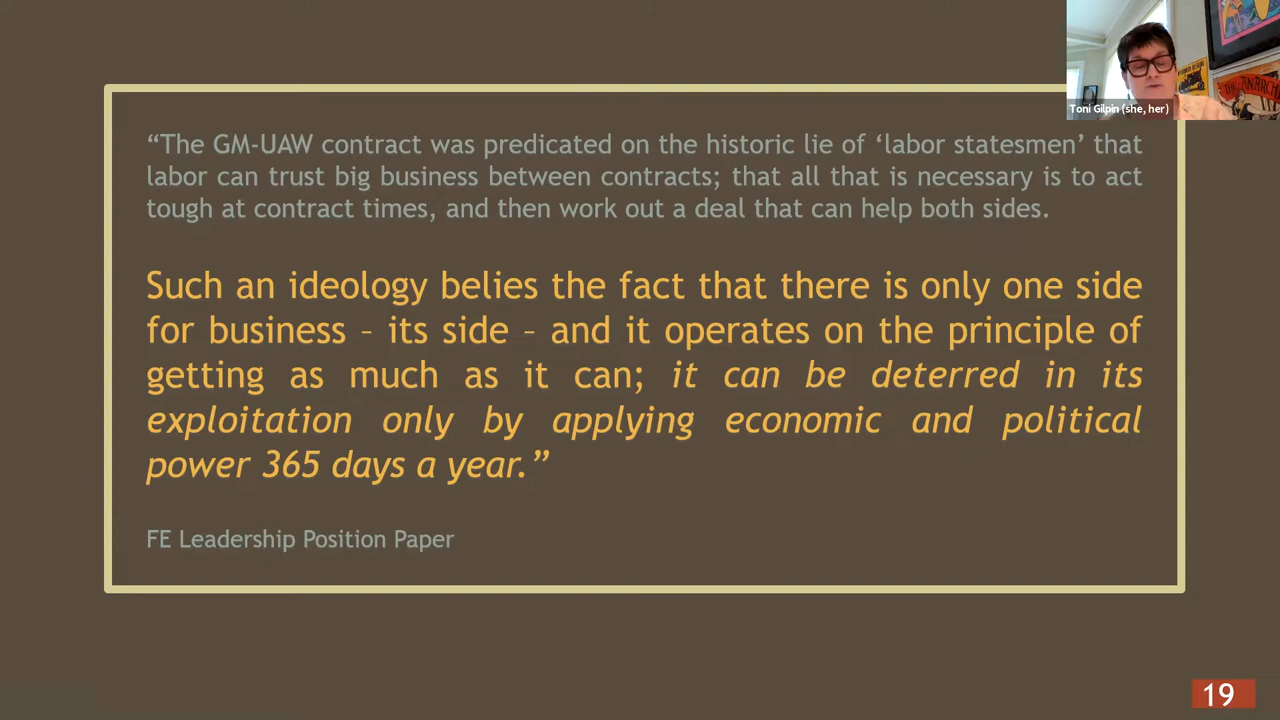 Toni Gilpin (she, her)
THE ANARCH
“The GM-UAW contract was predicated on the historic lie of ‘labor statesmen’ that
labor can trust big business between contracts; that all that is necessary is to act
tough at contract times, and then work out a deal that can help both sides.
Such an ideology belies the fact that there is only one side
for business – its side – and it operates on the principle of
getting as much as it can; it can be deterred in its
exploitation only by applying economic and political
power 365 days a year.”
FE Leadership Position Paper
19